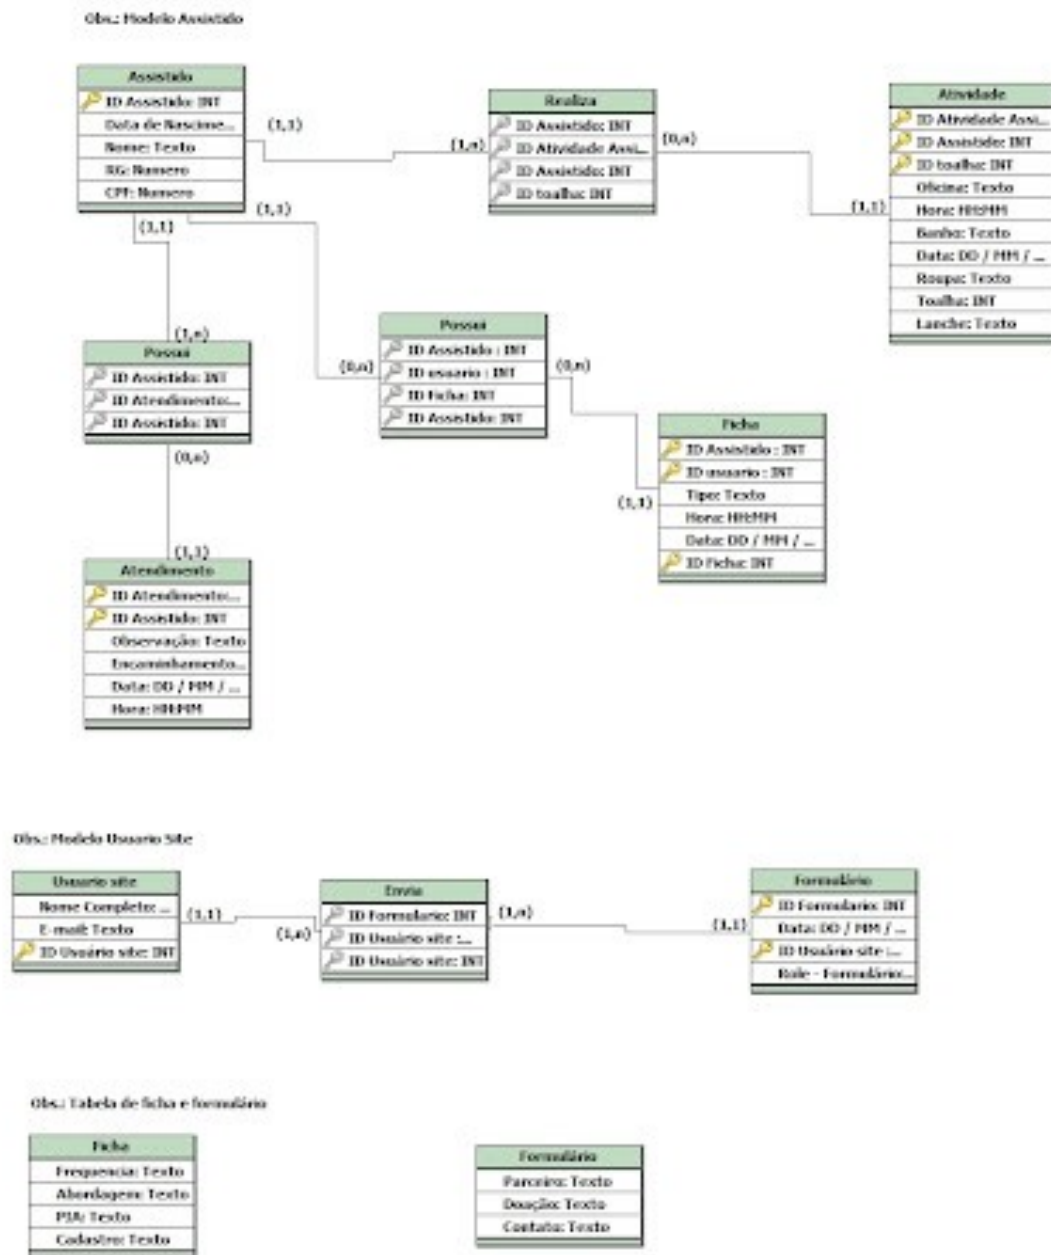 Obs.: Modelo Assistido
Assistido
ID Assistido: INT
Data de Nascime...
Nome: Texto
RG: Numero
CPF: Numero
(1,1)
(1,n)
Realiza
ID Assistido: INT
ID Atividade Assi...
ID Assistido: INT
ID toalha: INT
(0,n)
(1,1)
Atividade
ID Atividade Assi...
ID Assistido: INT
ID toalha: INT
Oficina: Texto
Hora: HH:MM
Banho: Texto
Data: DD / MM / ...
Roupa: Texto
Toalha: INT
Lanche: Texto
(1,1)
(1,1)
(1,n)
Possui
ID Assistido: INT
ID Atendimento:...
ID Assistido: INT
(0,n)
(1,1)
(0,n)
Possui
ID Assistido : INT
ID usuario : INT
ID Ficha: INT
ID Assistido: INT
(0,n)
(1,1)
Ficha
ID Assistido : INT
ID usuario : INT
Tipo: Texto
Hora: HH:MM
Data: DD / MM / ...
ID Ficha: INT
Atendimento
ID Atendimento:...
ID Assistido: INT
Observação: Texto
Encaminhamento...
Data: DD / MM / ...
Hora: HH:MM
Obs.: Modelo Usuario Site
Usuario site
Nome Completo: ...
E-mail: Texto
ID Usuário site: INT
(1,1)
(1,n)
Envia
ID Formulario: INT
ID Usuário site :...
ID Usuário site: INT
(1,n)
(1,1)
Formulário
ID Formulario: INT
Data: DD / MM / ...
ID Usuário site :...
Role - Formulário:...
Obs.: Tabela de ficha e formulário
Ficha
Frequencia: Texto
Abordagem: Texto
PIA: Texto
Cadastro: Texto
Formulário
Parceiro: Texto
Doação: Texto
Contato: Texto